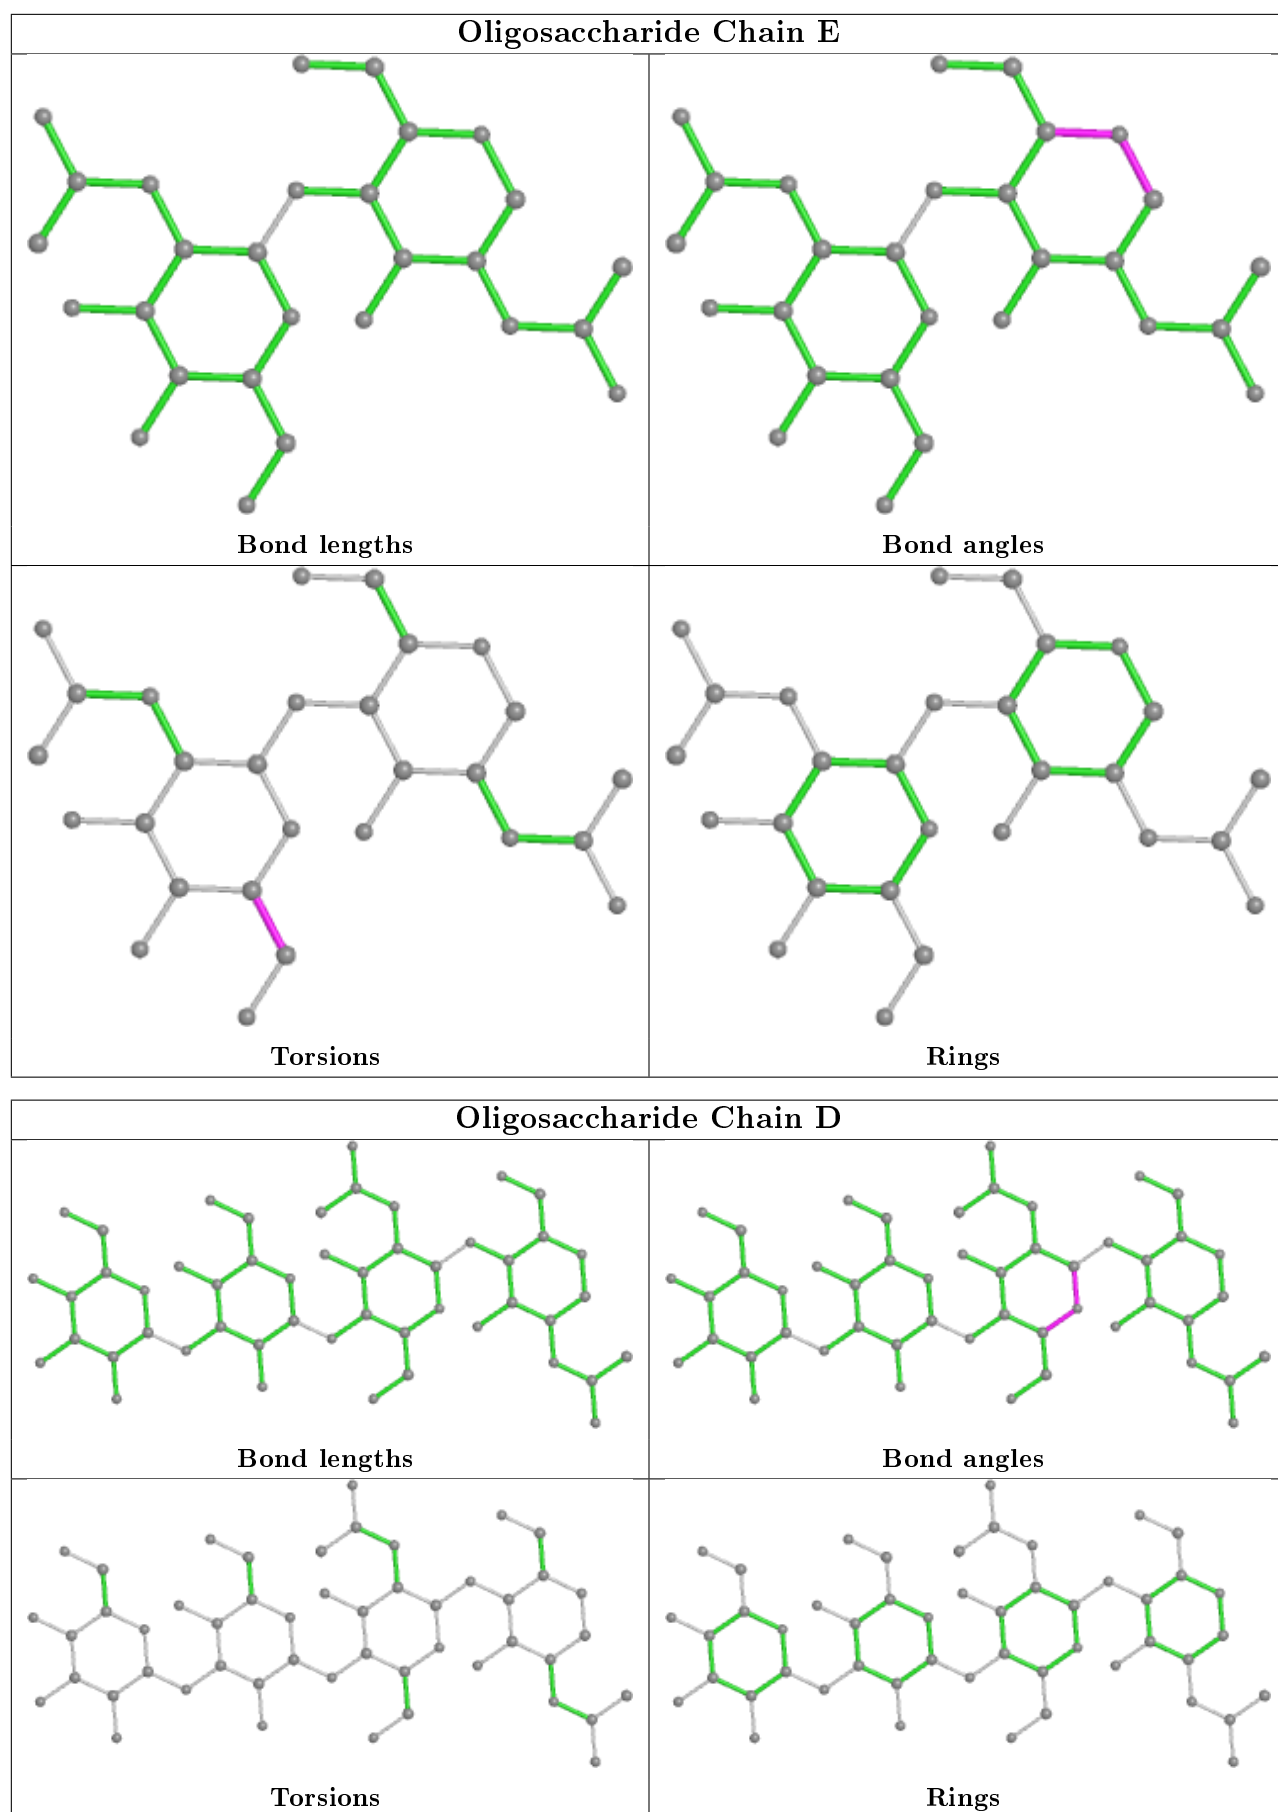 Oligosaccharide Chain E
Bond lengths
Bond angles
Torsions
Rings
Oligosaccharide Chain D
Bond lengths
Bond angles
Torsions
Rings